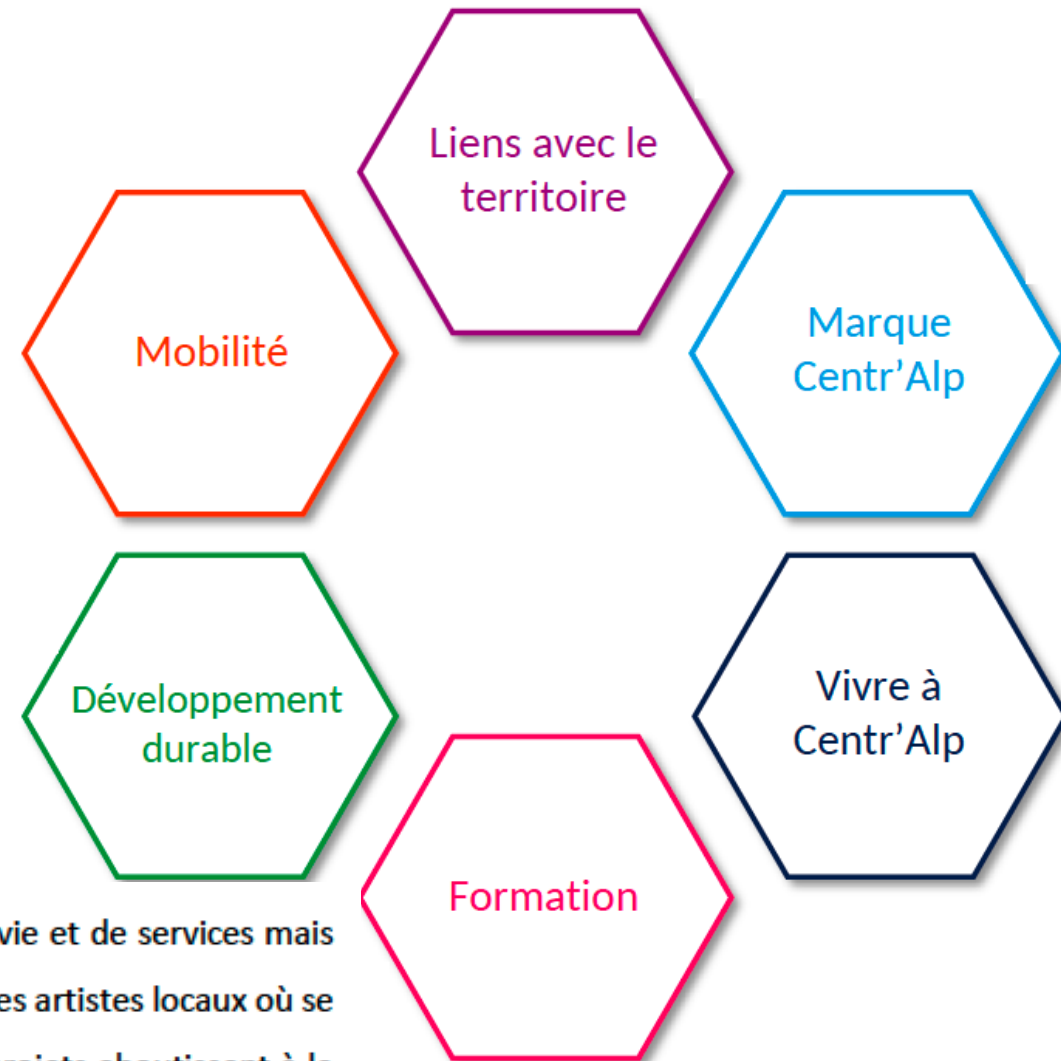 Liens avec le
territoire
Mobilité
Marque
Centr'Alp
Développement
durable
Vivre à
Centr'Alp
Formation
vie et de services mais
es artistes locaux où se